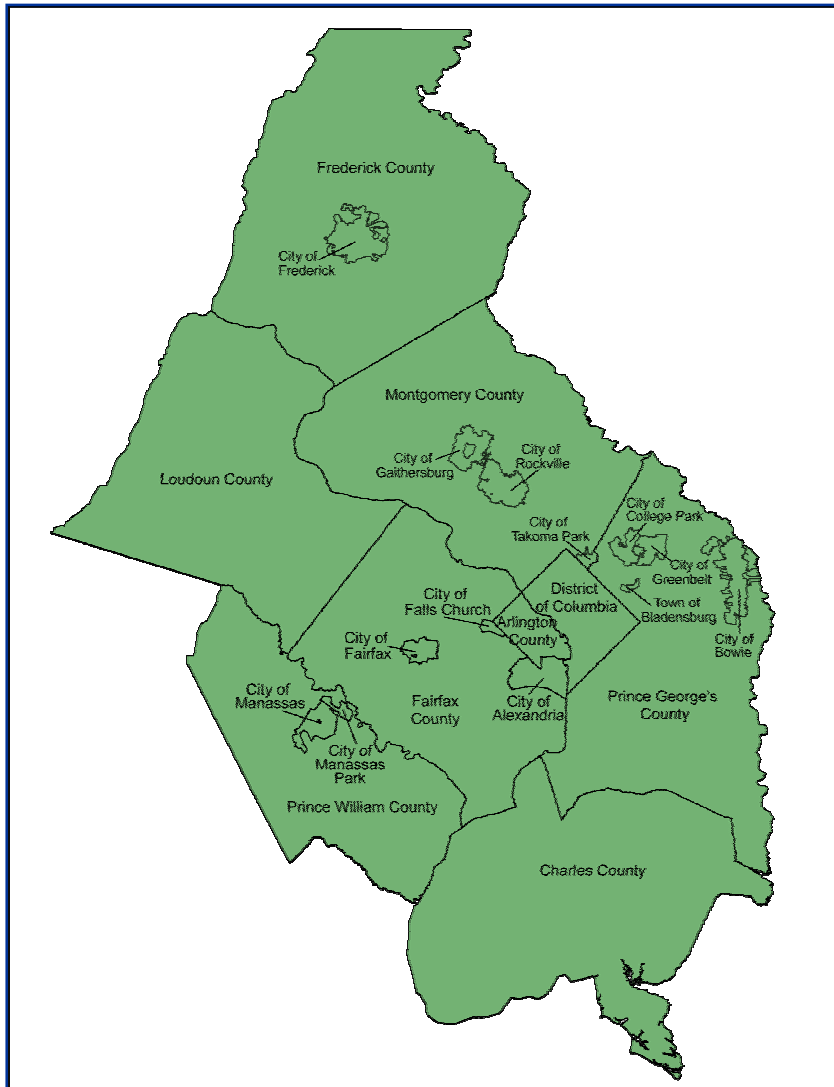 Frederick County
City of
Frederick
Montgomery County
City of
Gaithersburg
City of
Rockville
Loudoun County
City of
College Park
City of
Takoma Park
City of
Greenbelt
District
of Columbia
City of
Falls Church
Town of
Bladensburg
Arlington
County
City of
Fairfax
City of
Bowie
City of
Manassas
Fairfax
County
City of
Alexandria
Prince George's
County
City of
Manassas
Park
Prince William County
Charles County